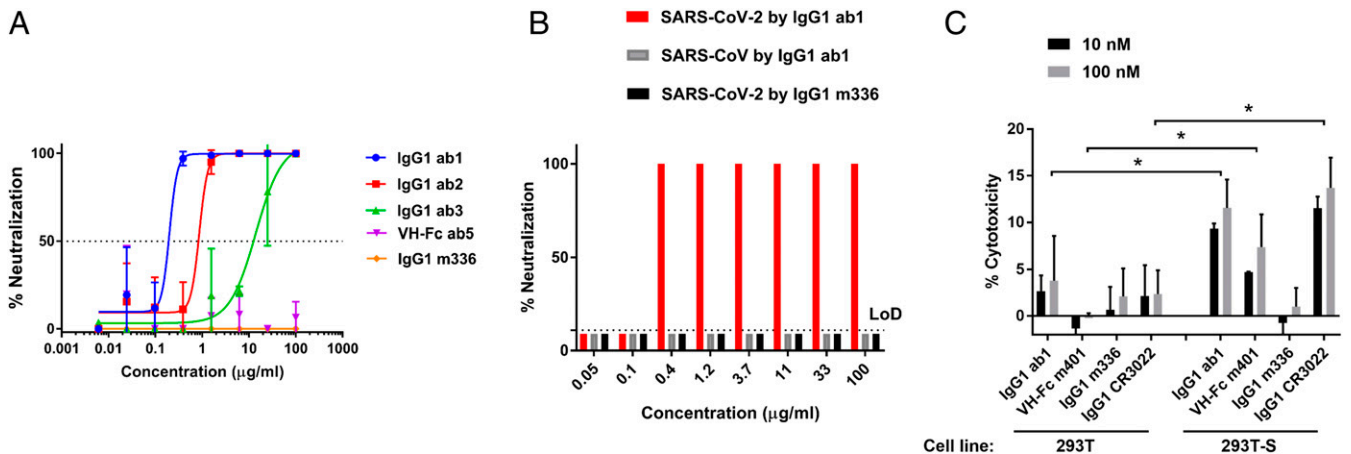 A
% Neutralization
100
50
0
0.001
0.01
0.1
1
10
100
1000
Concentration (μg/ml)
IgG1 ab1
IgG1 ab2
IgG1 ab3
VH-Fc ab5
IgG1 m336
B
SARS-CoV-2 by IgG1 ab1
SARS-CoV by IgG1 ab1
SARS-CoV-2 by IgG1 m336
% Neutralization
100
50
0
LoD
0.05
0.1
0.4
1.2
3.7
11
33
100
Concentration (μg/ml)
C
10 nM
100 nM
% Cytotoxicity
20
15
10
5
0
*
*
*
IgG1 ab1
VH-Fc m401
IgG1 m336
IgG1 CR3022
IgG1 ab1
VH-Fc m401
IgG1 m336
IgG1 CR3022
Cell line:
293T
293T-S